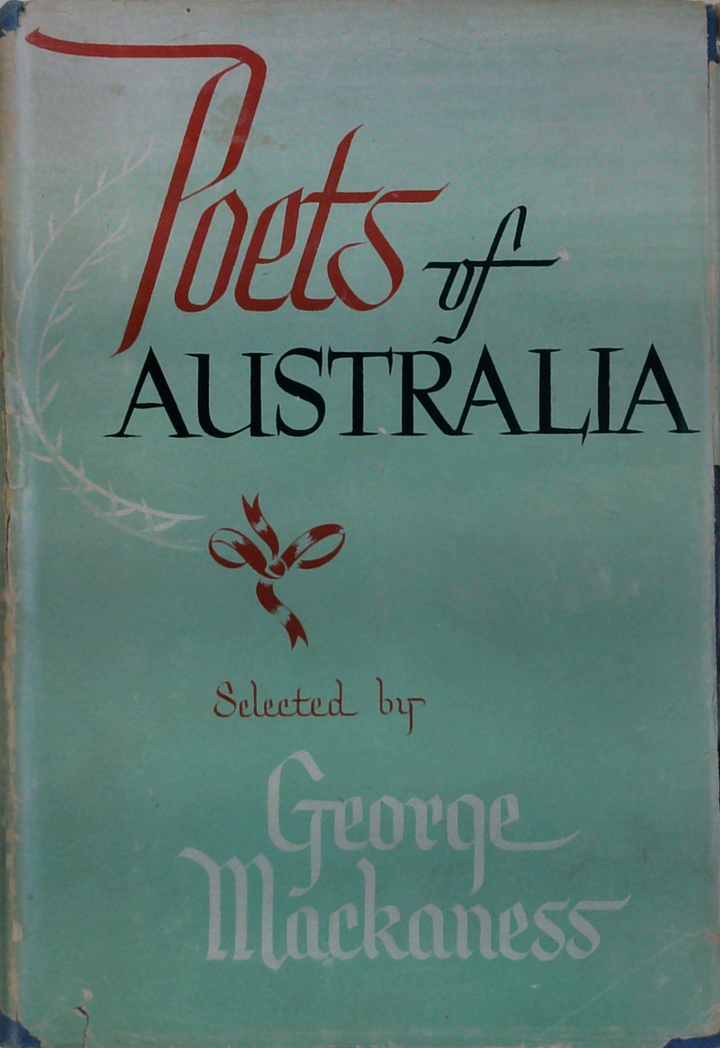 Poets of
AUSTRALIA
Selected by
George
Mackaness